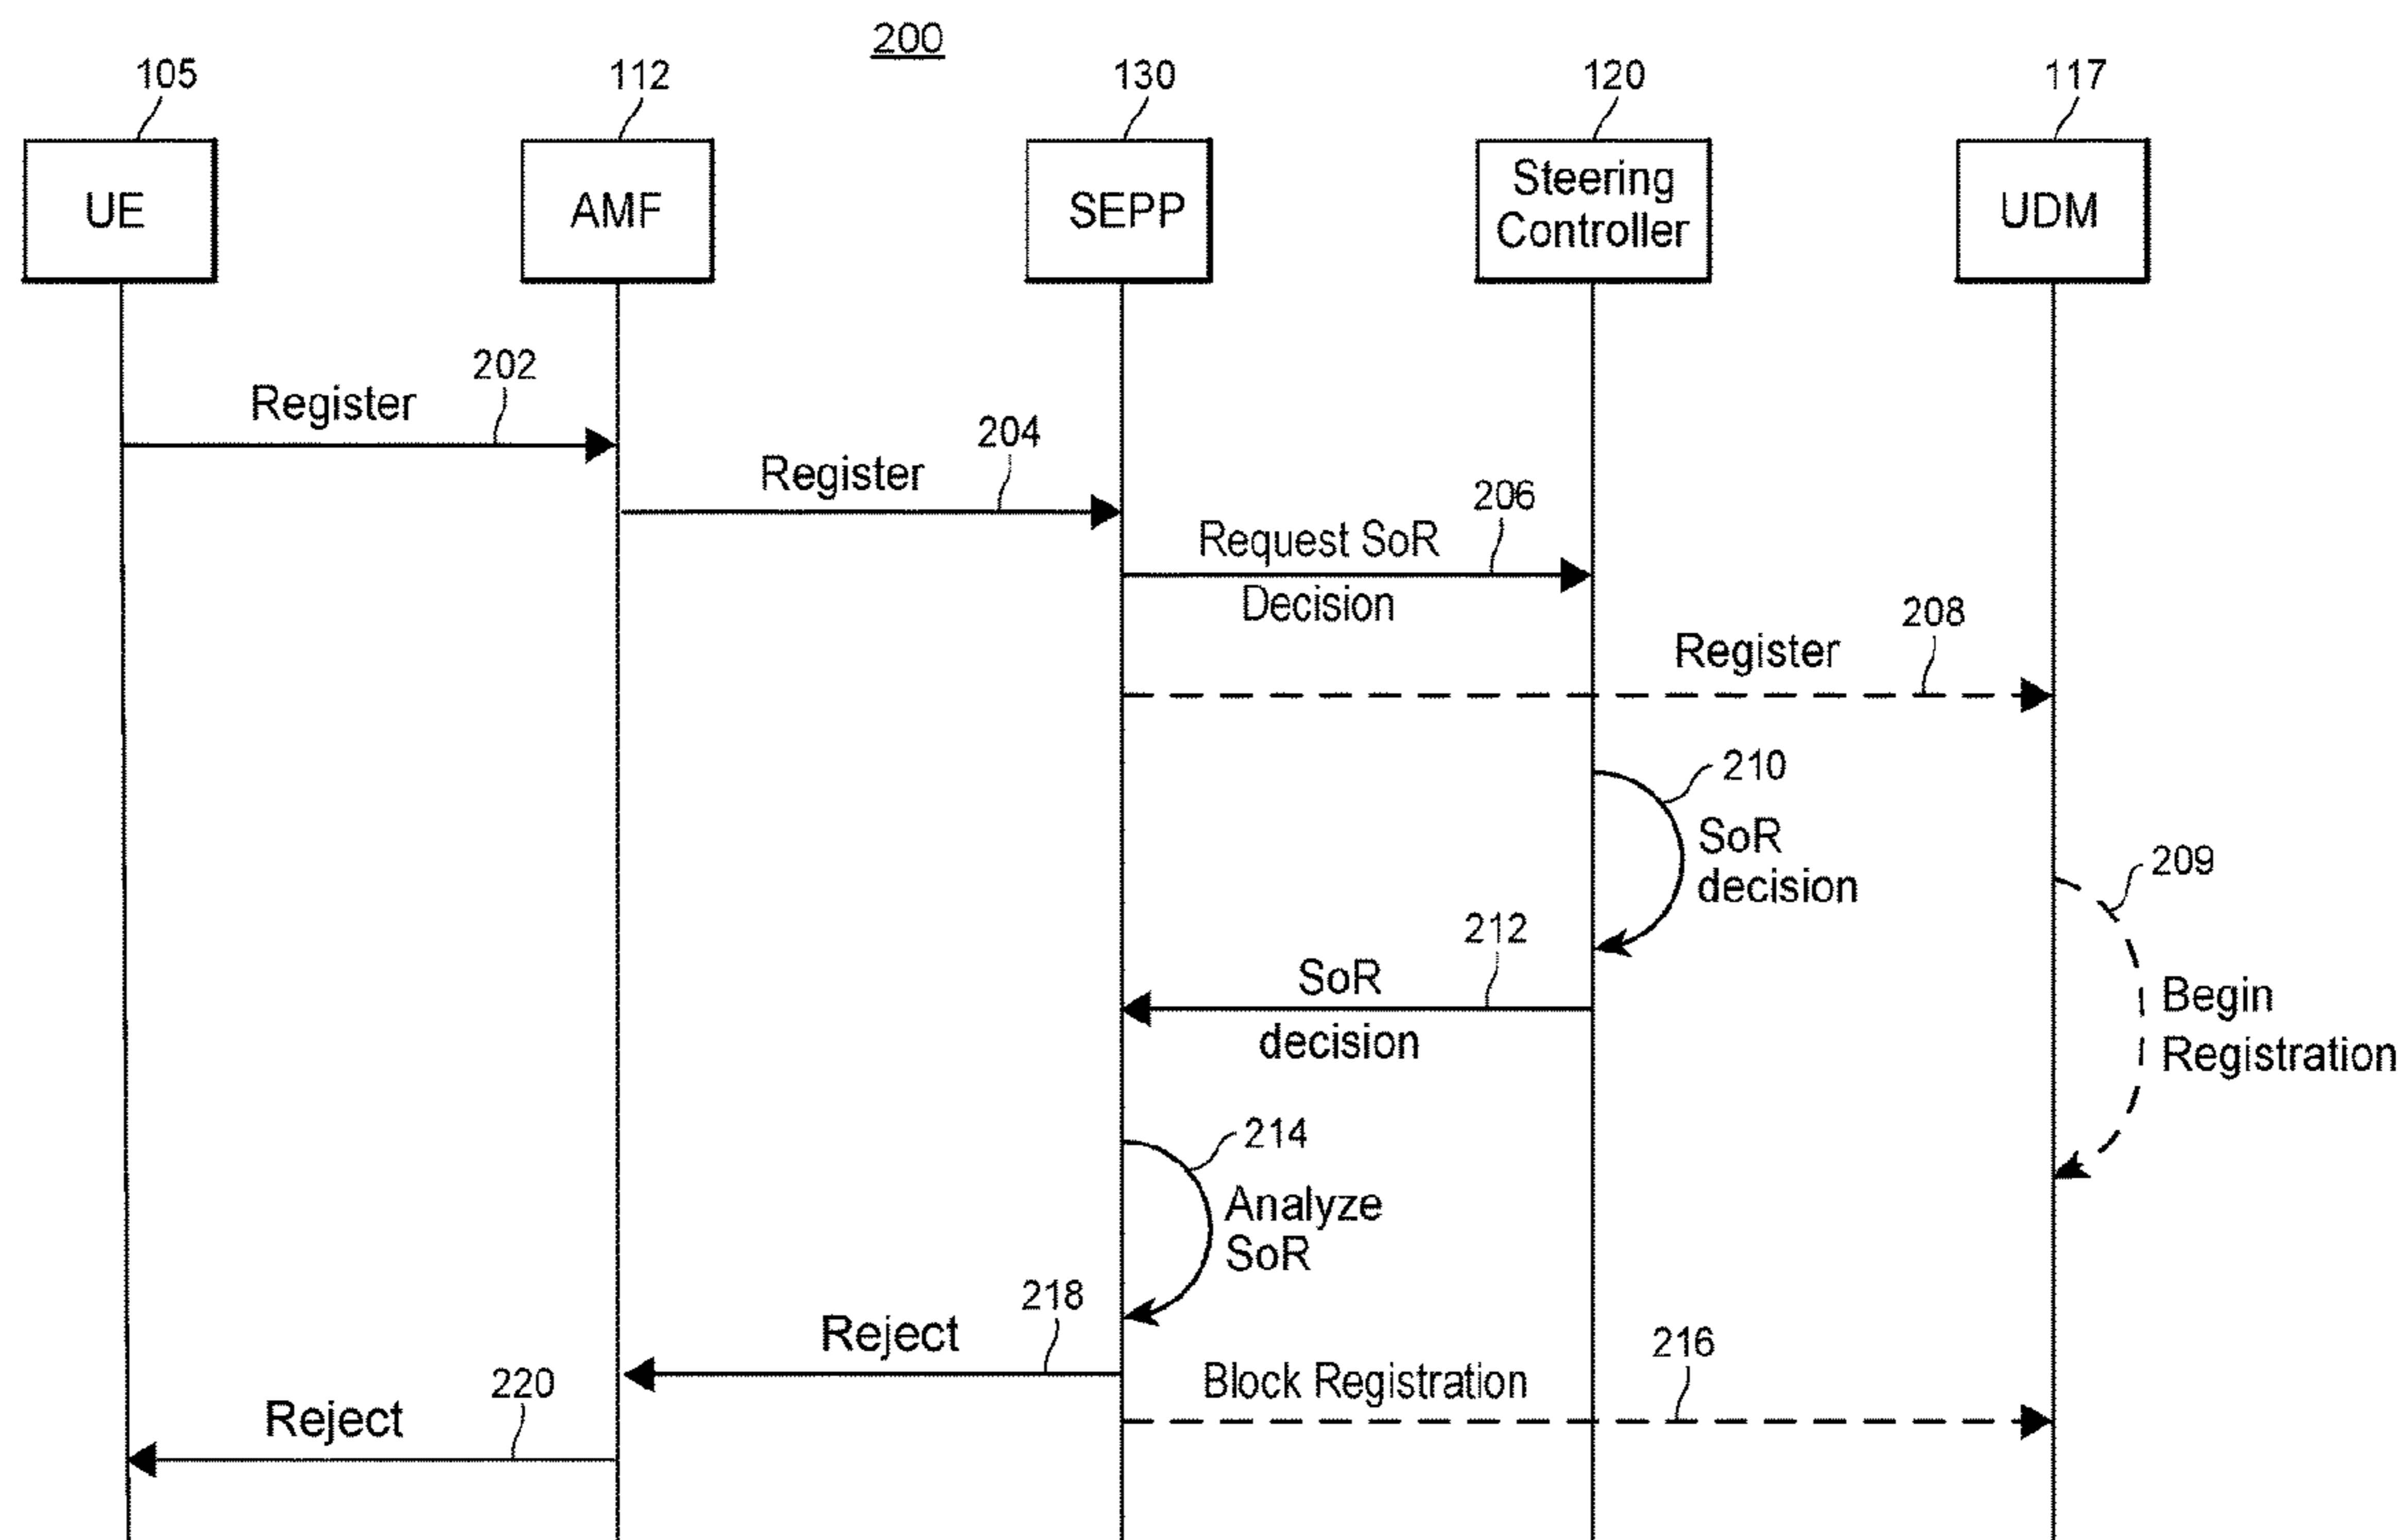 200
105
112
130
120
117
UE
AMF
SEPP
Steering
Controller
UDM
202
Register
204
Register
206
Request SoR
Decision
208
Register
210
SoR
decision
209
212
SoR
decision
Begin
Registration
214
Analyze
SoR
218
Reject
216
Block Registration
220
Reject